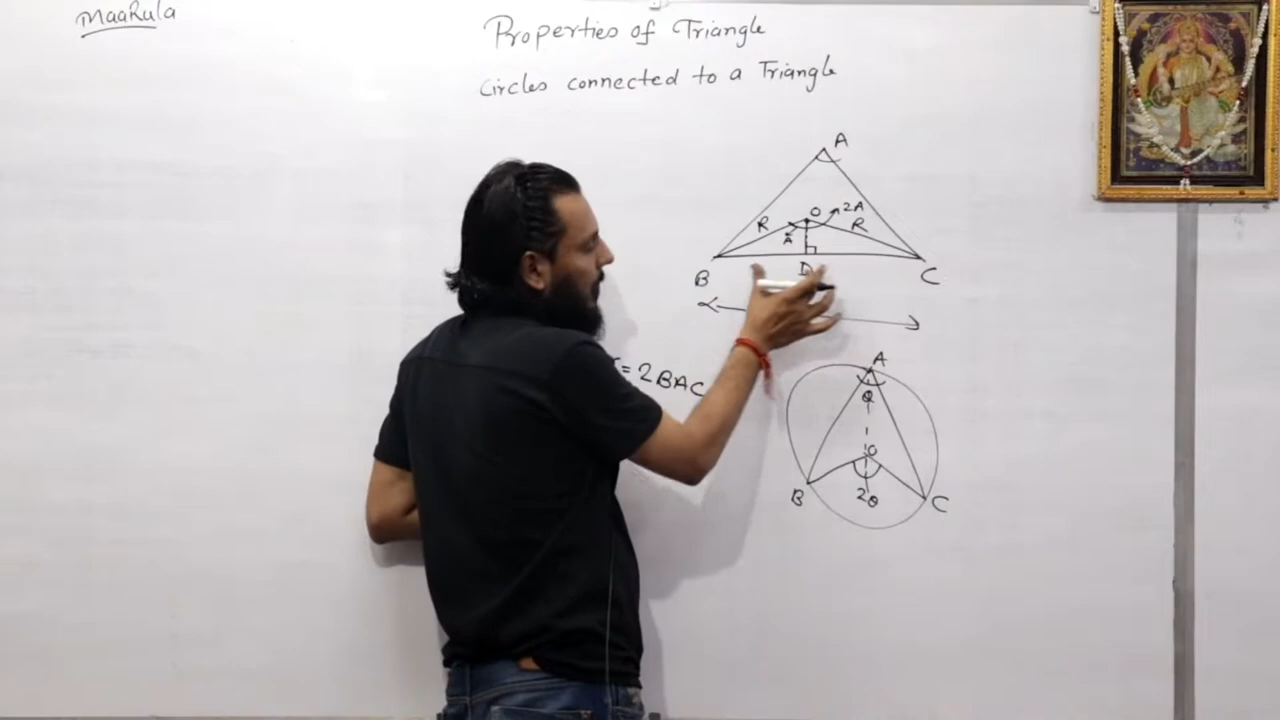 MaaRula
Properties of Triangle
Circles connected to a Triangle
A
O 2A
R R
A
B D C
= 2BAC
A
θ
O
B 2θ C